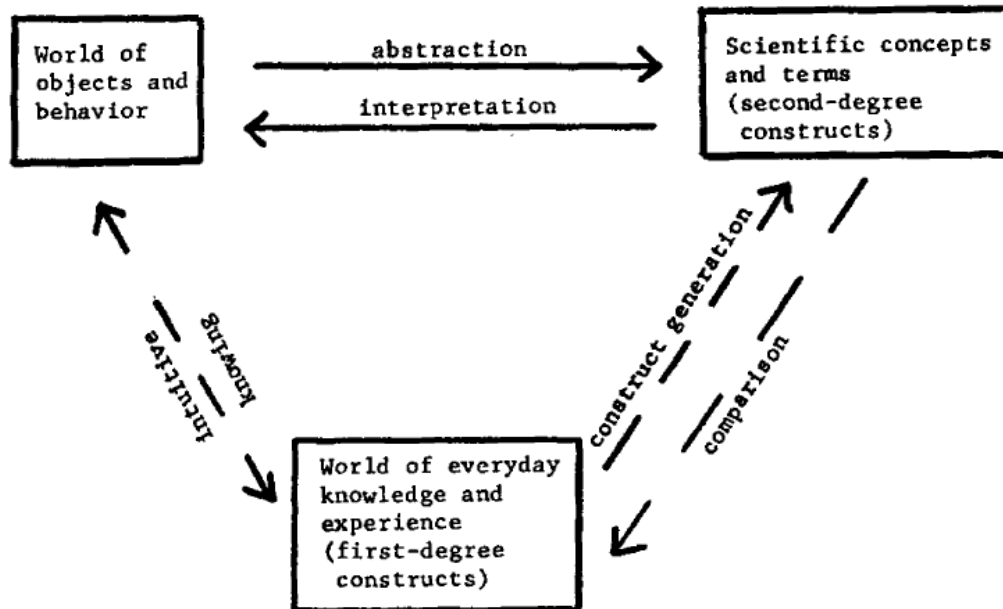 World of
objects and
behavior
abstraction
interpretation
Scientific concepts
and terms
(second-degree
constructs)
intuitive
knowing
construct generation
comparison
World of everyday
knowledge and
experience
(first-degree
constructs)